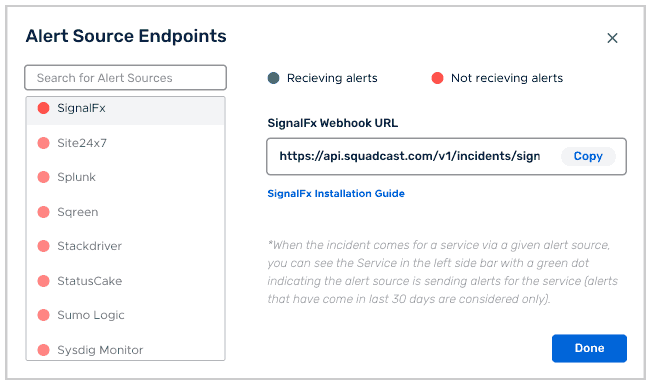 Alert Source Endpoints
Search for Alert Sources
SignalFx
Site24x7
Splunk
Sqreen
Stackdriver
StatusCake
Sumo Logic
Sysdig Monitor
Recieving alerts
Not recieving alerts
SignalFx Webhook URL
https://api.squadcast.com/v1/incidents/sign
Copy
SignalFx Installation Guide
*When the incident comes for a service via a given alert source,
you can see the Service in the left side bar with a green dot
indicating the alert source is sending alerts for the service (alerts
that have come in last 30 days are considered only).
Done